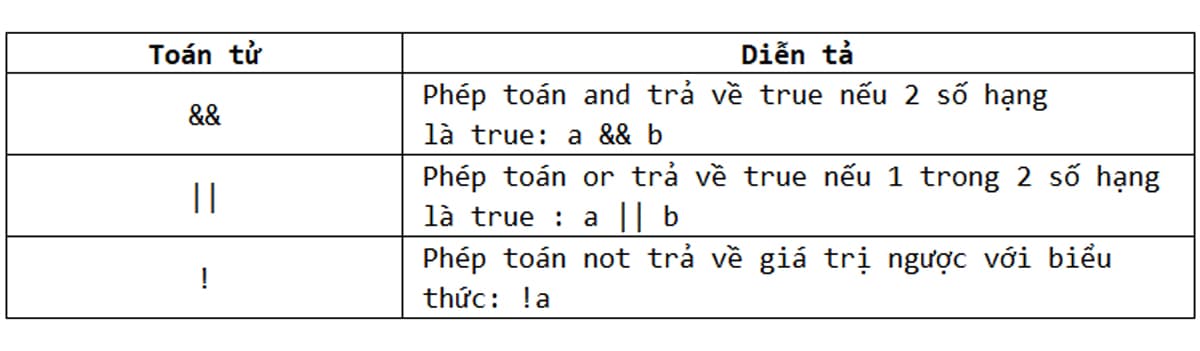 Toán tử
Diễn tả
&&
Phép toán and trả về true nếu 2 số hạng
là true: a && b
||
Phép toán or trả về true nếu 1 trong 2 số hạng
là true : a || b
!
Phép toán not trả về giá trị ngược với biểu
thức: !a